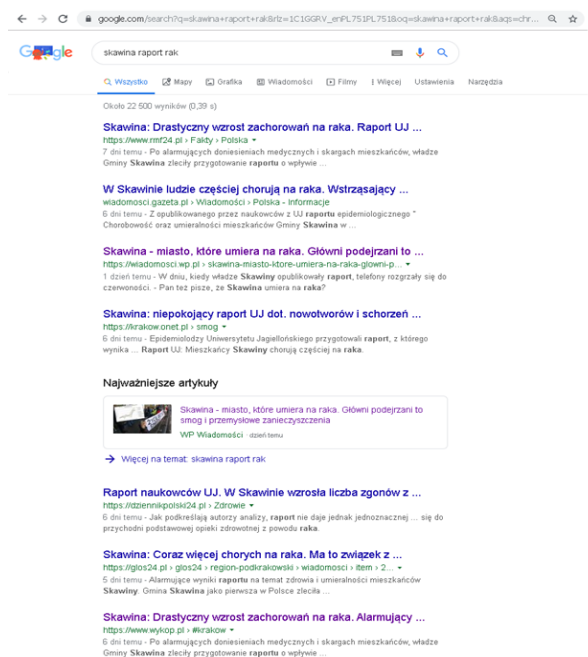 google.com/search?q=skawina+raport+rak&rlz=1C1GGRV_enPL751PL751&oq=skawina+raport+rak&aqs=chr...
Google
skawina raport rak
Wszystko Mapy Grafika Wiadomości Filmy Więcej Ustawienia Narzędzia
Około 22 500 wyników (0,39 s)
Skawina: Drastyczny wzrost zachorowań na raka. Raport UJ ...
https://www.rmf24.pl › Fakty › Polska
7 dni temu - Po alarmujących doniesieniach medycznych i skargach mieszkańców, władze
Gminy Skawina zleciły przygotowanie raportu o wpływie ...
W Skawinie ludzie częściej chorują na raka. Wstrząsający ...
wiadomosci.gazeta.pl › Wiadomości › Polska - Informacje
6 dni temu - Z opublikowanego przez naukowców z UJ raportu epidemiologicznego "
Chorobowość oraz umieralności mieszkańców Gminy Skawina w ...
Skawina - miasto, które umiera na raka. Główni podejrzani to ...
https://wiadomosci.wp.pl › skawina-miasto-ktore-umiera-na-raka-glowni-p...
1 dzień temu - W dniu, kiedy władze Skawiny opublikowały raport, telefony rozgrzały się do
czerwoności. - Pan też pisze, że Skawina umiera na raka?
Skawina: niepokojący raport UJ dot. nowotworów i schorzeń ...
https://krakow.onet.pl › smog
6 dni temu - Epidemiolodzy Uniwersytetu Jagiellońskiego przygotowali raport, z którego
wynika ... Raport UJ: Mieszkańcy Skawiny chorują częściej na raka.
Najważniejsze artykuły
Skawina - miasto, które umiera na raka. Główni podejrzani to
smog i przemysłowe zanieczyszczenia
WP Wiadomości · dzień temu
Więcej na temat: skawina raport rak
Raport naukowców UJ. W Skawinie wzrosła liczba zgonów z ...
https://dziennikpolski24.pl › Zdrowie
6 dni temu - Jak podkreślają autorzy analizy, raport nie daje jednak jednoznacznej ... się do
przychodni podstawowej opieki zdrowotnej z powodu raka.
Skawina: Coraz więcej chorych na raka. Ma to związek z ...
https://glos24.pl › glos24 › region-podkrakowski › wiadomosci › item › 2...
5 dni temu - Alarmujące wyniki raportu na temat zdrowia i umieralności mieszkańców
Skawiny. Gmina Skawina jako pierwsza w Polsce zleciła ...
Skawina: Drastyczny wzrost zachorowań na raka. Alarmujący ...
https://www.wykop.pl › #krakow
6 dni temu - Po alarmujących doniesieniach medycznych i skargach mieszkańców, władze
Gminy Skawina zleciły przygotowanie raportu o wpływie ...